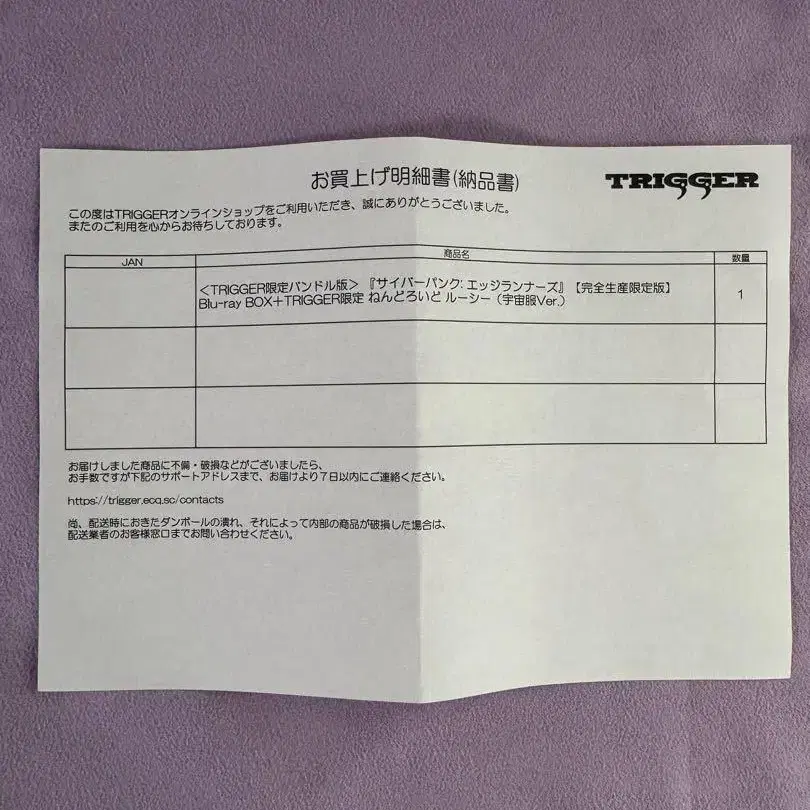 お買上げ明細書(納品書)
TRIGGER
この度はTRIGGERオンラインショップをご利用いただき、誠にありがとうございました。
またのご利用を心からお待ちしております。
JAN 商品名 数量
＜TRIGGER限定バンドル版＞『サイバーパンク: エッジランナーズ』【完全生産限定版】 1
Blu-ray BOX＋TRIGGER限定 ねんどろいど ルーシー（宇宙服Ver.）
お届けしました商品に不備・破損などがございましたら、
お手数ですが下記のサポートアドレスまで、お届けより7日以内にご連絡ください。
https://trigger.ecq.sc/contacts
尚、配送時におきたダンボールの潰れ、それによって内部の商品が破損した場合は、
配送業者のお客様窓口までお問い合わせください。